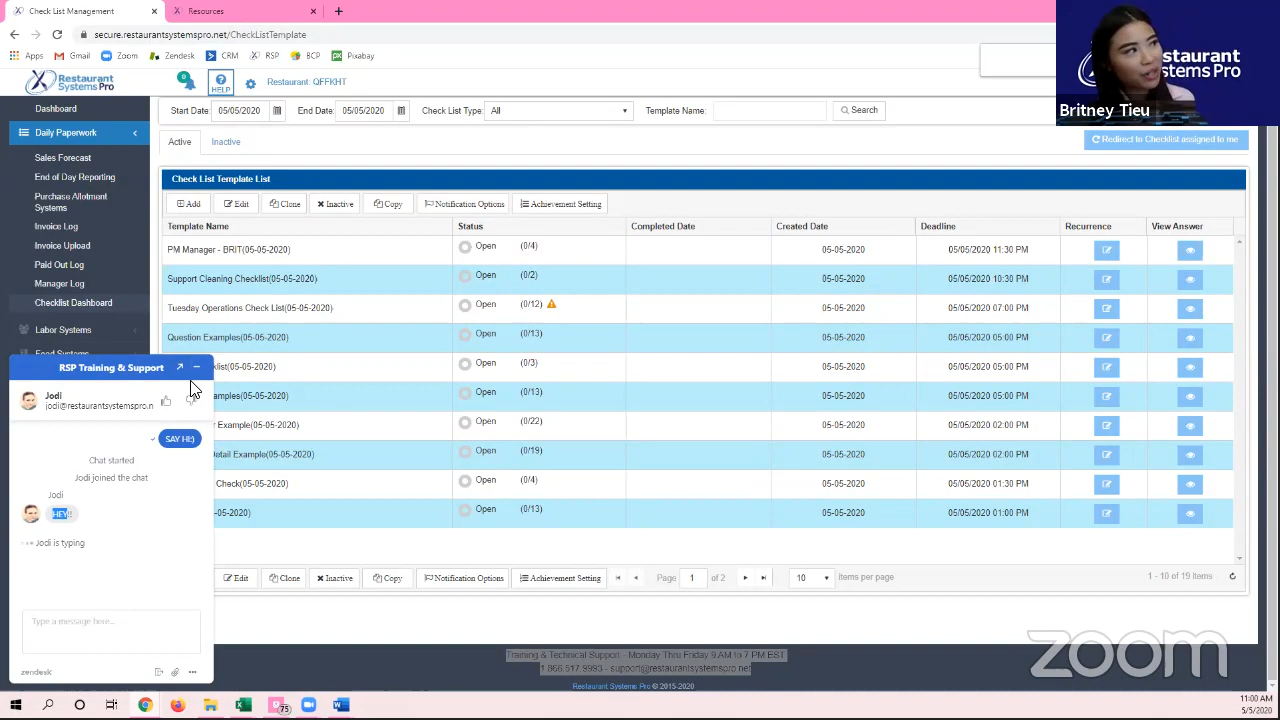 Check List Management
Resources
secure.restaurantsystemspro.net/CheckListTemplate
Apps Gmail Zoom Zendesk CRM RSP BCP Pixabay
Restaurant Systems Pro
0
HELP
Restaurant: QFFKHT
Restaurant
stems Pro
Britney Tieu
Dashboard
Daily Paperwork
Sales Forecast
End of Day Reporting
Purchase Allotment
Systems
Invoice Log
Invoice Upload
Paid Out Log
Manager Log
Checklist Dashboard
Labor Systems
Food Systems
Start Date: 05/05/2020 End Date: 05/05/2020 Check List Type: All Template Name: Search
Active Inactive
Redirect to Checklist assigned to me
Check List Template List
Add Edit Clone Inactive Copy Notification Options Achievement Setting
Template Name Status Completed Date Created Date Deadline Recurrence View Answer
PM Manager - BRIT(05-05-2020) Open (0/4) 05-05-2020 05/05/2020 11:30 PM
Support Cleaning Checklist(05-05-2020) Open (0/2) 05-05-2020 05/05/2020 10:30 PM
Tuesday Operations Check List(05-05-2020) Open (0/12) 05-05-2020 05/05/2020 07:00 PM
Question Examples(05-05-2020) Open (0/13) 05-05-2020 05/05/2020 05:00 PM
klist(05-05-2020) Open (0/3) 05-05-2020 05/05/2020 05:00 PM
amples(05-05-2020) Open (0/13) 05-05-2020 05/05/2020 05:00 PM
r Example(05-05-2020) Open (0/22) 05-05-2020 05/05/2020 02:00 PM
Detail Example(05-05-2020) Open (0/19) 05-05-2020 05/05/2020 02:00 PM
Check(05-05-2020) Open (0/4) 05-05-2020 05/05/2020 01:30 PM
-05-2020) Open (0/13) 05-05-2020 05/05/2020 01:00 PM
Edit Clone Inactive Copy Notification Options Achievement Setting Page 1 of 2 10 items per page 1 - 10 of 19 items
RSP Training & Support
Jodi
jodi@restaurantsystemspro.n
SAY HI:)
Chat started
Jodi joined the chat
Jodi
HEY!!
Jodi is typing
Type a message here...
zendesk
Training & Technical Support - Monday Thru Friday 9 AM to 7 PM EST
1.866.517.9993 - support@restaurantsystemspro.net
Restaurant Systems Pro © 2015-2020
zoom
75
11:00 AM
5/5/2020